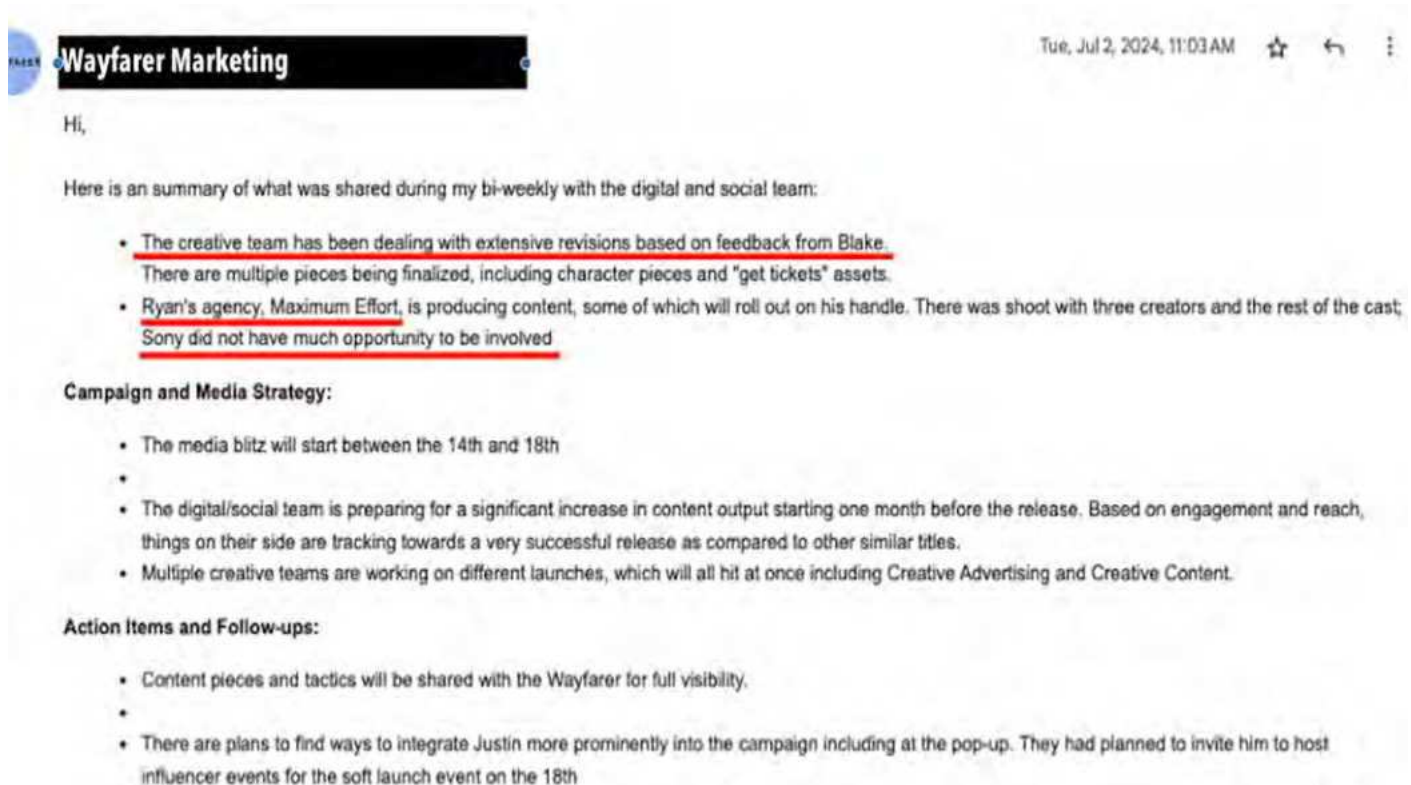 Wayfarer Marketing
Tue, Jul 2, 2024, 11:03 AM
Hi,
Here is an summary of what was shared during my bi-weekly with the digital and social team:
• The creative team has been dealing with extensive revisions based on feedback from Blake.
There are multiple pieces being finalized, including character pieces and "get tickets" assets.
• Ryan's agency, Maximum Effort, is producing content, some of which will roll out on his handle. There was shoot with three creators and the rest of the cast;
Sony did not have much opportunity to be involved
Campaign and Media Strategy:
• The media blitz will start between the 14th and 18th
•
• The digital/social team is preparing for a significant increase in content output starting one month before the release. Based on engagement and reach,
things on their side are tracking towards a very successful release as compared to other similar titles.
• Multiple creative teams are working on different launches, which will all hit at once including Creative Advertising and Creative Content.
Action Items and Follow-ups:
• Content pieces and tactics will be shared with the Wayfarer for full visibility.
•
• There are plans to find ways to integrate Justin more prominently into the campaign including at the pop-up. They had planned to invite him to host
influencer events for the soft launch event on the 18th